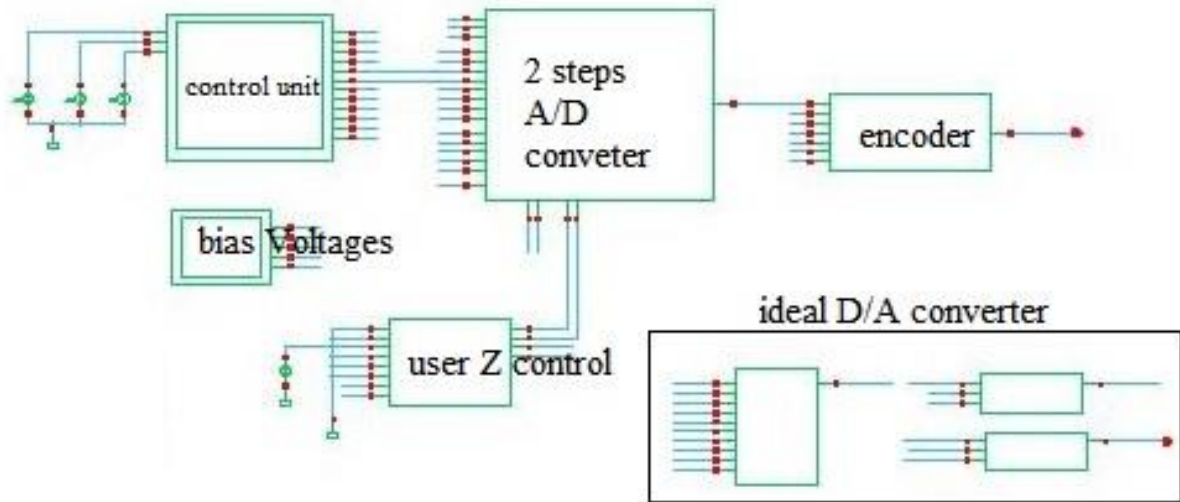 control unit
2 steps
A/D
conveter
encoder
bias Voltages
user Z control
ideal D/A converter